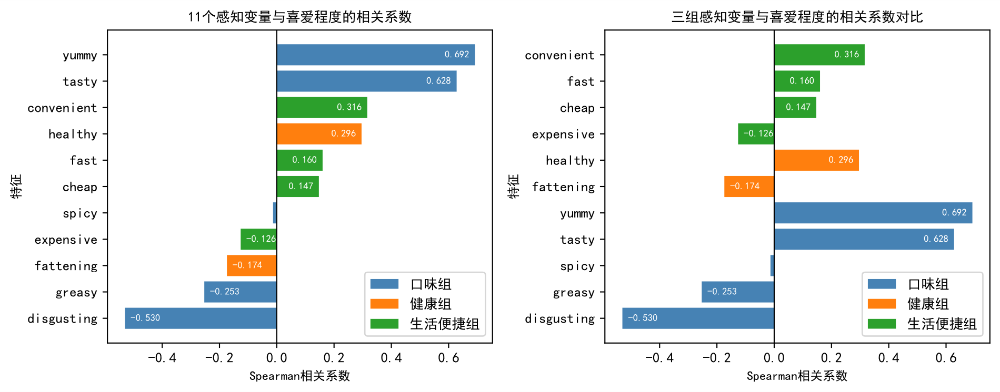 11个感知变量与喜爱程度的相关系数
特征
yummy 0.692
tasty 0.628
convenient 0.316
healthy 0.296
fast 0.160
cheap 0.147
spicy
expensive -0.126
fattening -0.174
greasy -0.253
disgusting -0.530
口味组
健康组
生活便捷组
-0.4 -0.2 0.0 0.2 0.4 0.6
Spearman相关系数
三组感知变量与喜爱程度的相关系数对比
特征
convenient 0.316
fast 0.160
cheap 0.147
expensive -0.126
healthy 0.296
fattening -0.174
yummy 0.692
tasty 0.628
spicy
greasy -0.253
disgusting -0.530
口味组
健康组
生活便捷组
-0.4 -0.2 0.0 0.2 0.4 0.6
Spearman相关系数